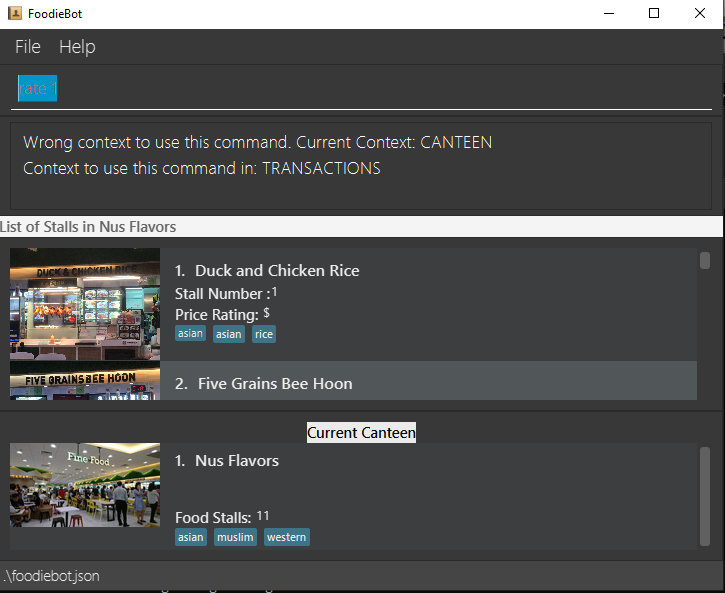 FoodieBot
File Help
rate 1
Wrong context to use this command. Current Context: CANTEEN
Context to use this command in: TRANSACTIONS
List of Stalls in Nus Flavors
DUCK & CHICKEN RICE
1. Duck and Chicken Rice
Stall Number :1
Price Rating: $
asian asian rice
FIVE GRAINS BEE HOON
2. Five Grains Bee Hoon
Current Canteen
Fine Food
1. Nus Flavors
Food Stalls: 11
asian muslim western
.\foodiebot.json